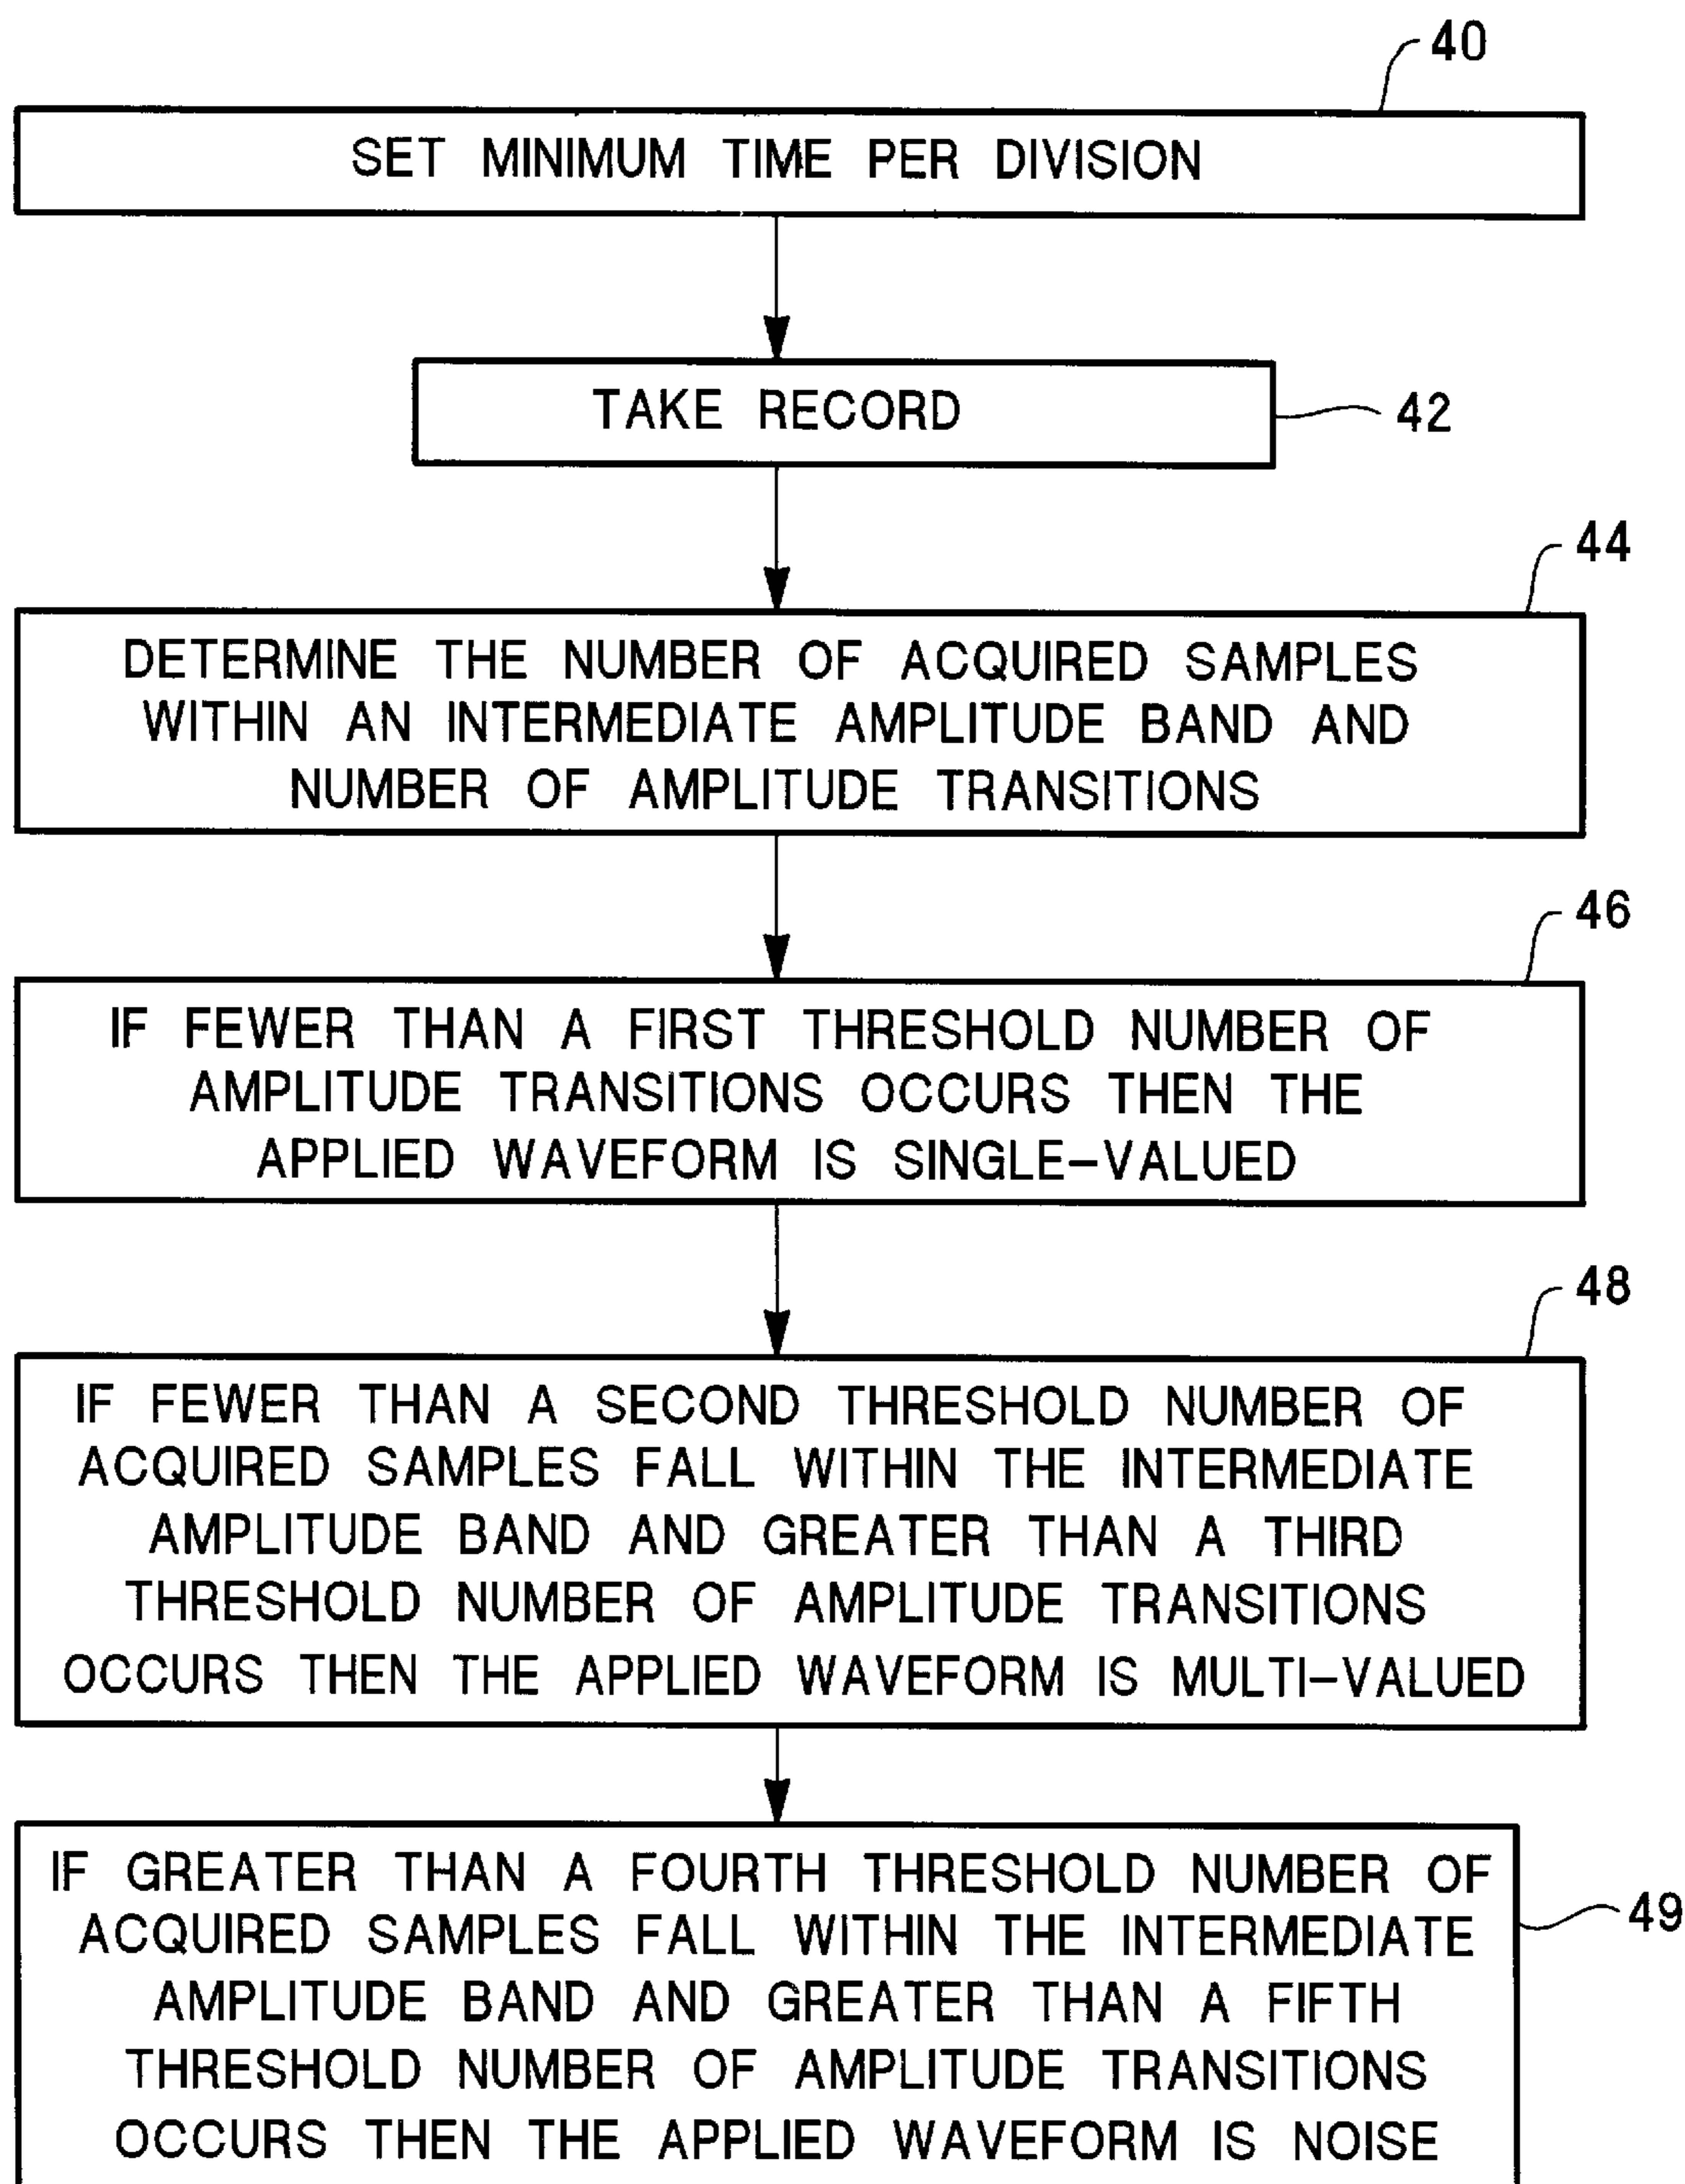 40
SET MINIMUM TIME PER DIVISION
TAKE RECORD
42
44
DETERMINE THE NUMBER OF ACQUIRED SAMPLES
WITHIN AN INTERMEDIATE AMPLITUDE BAND AND
NUMBER OF AMPLITUDE TRANSITIONS
46
IF FEWER THAN A FIRST THRESHOLD NUMBER OF
AMPLITUDE TRANSITIONS OCCURS THEN THE
APPLIED WAVEFORM IS SINGLE-VALUED
48
IF FEWER THAN A SECOND THRESHOLD NUMBER OF
ACQUIRED SAMPLES FALL WITHIN THE INTERMEDIATE
AMPLITUDE BAND AND GREATER THAN A THIRD
THRESHOLD NUMBER OF AMPLITUDE TRANSITIONS
OCCURS THEN THE APPLIED WAVEFORM IS MULTI-VALUED
IF GREATER THAN A FOURTH THRESHOLD NUMBER OF
ACQUIRED SAMPLES FALL WITHIN THE INTERMEDIATE
AMPLITUDE BAND AND GREATER THAN A FIFTH
THRESHOLD NUMBER OF AMPLITUDE TRANSITIONS
OCCURS THEN THE APPLIED WAVEFORM IS NOISE
49